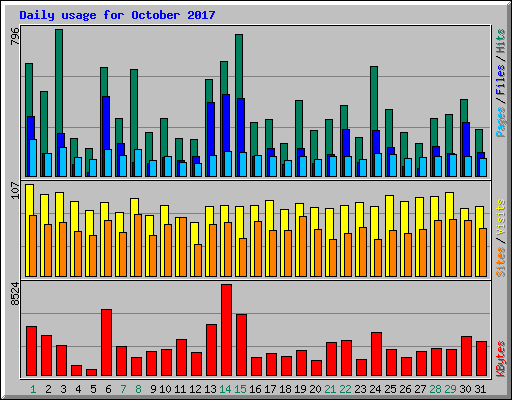 Daily usage for October 2017
796
Pages / Files / Hits
107
Sites / Visits
8524
KBytes
1 2 3 4 5 6 7 8 9 10 11 12 13 14 15 16 17 18 19 20 21 22 23 24 25 26 27 28 29 30 31